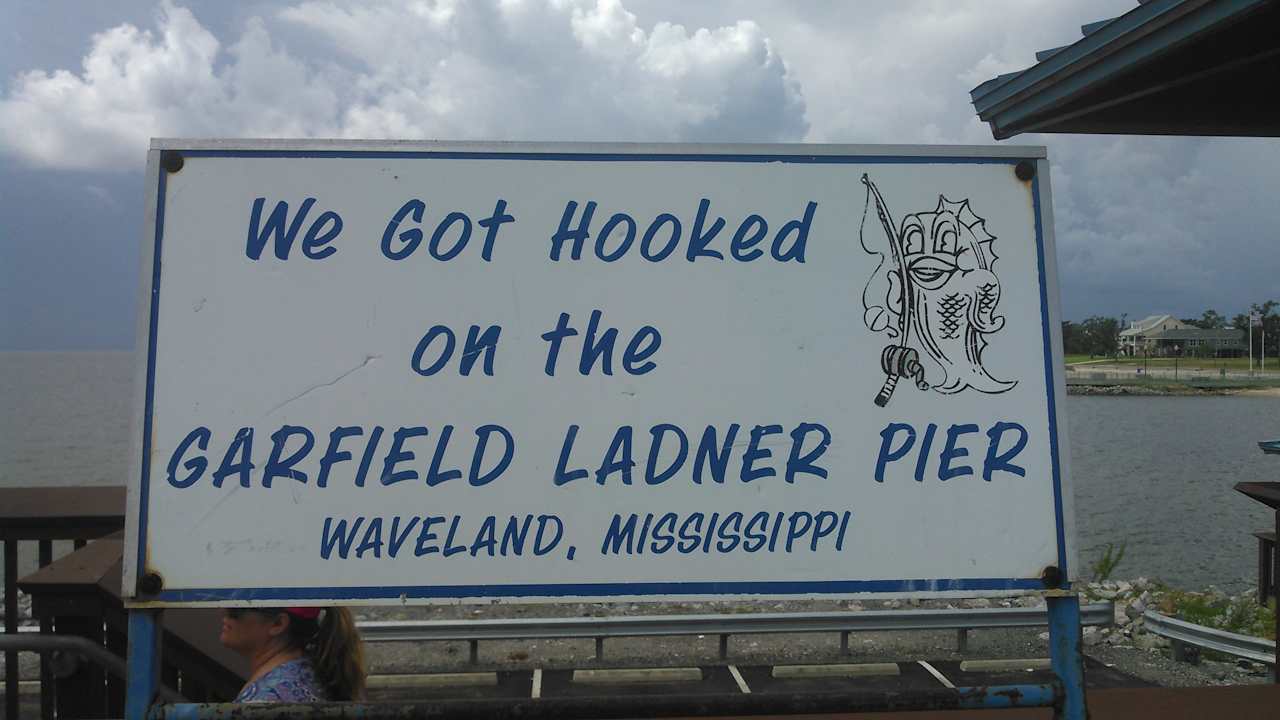 We Got Hooked
on the
GARFIELD LADNER PIER
WAVELAND, MISSISSIPPI